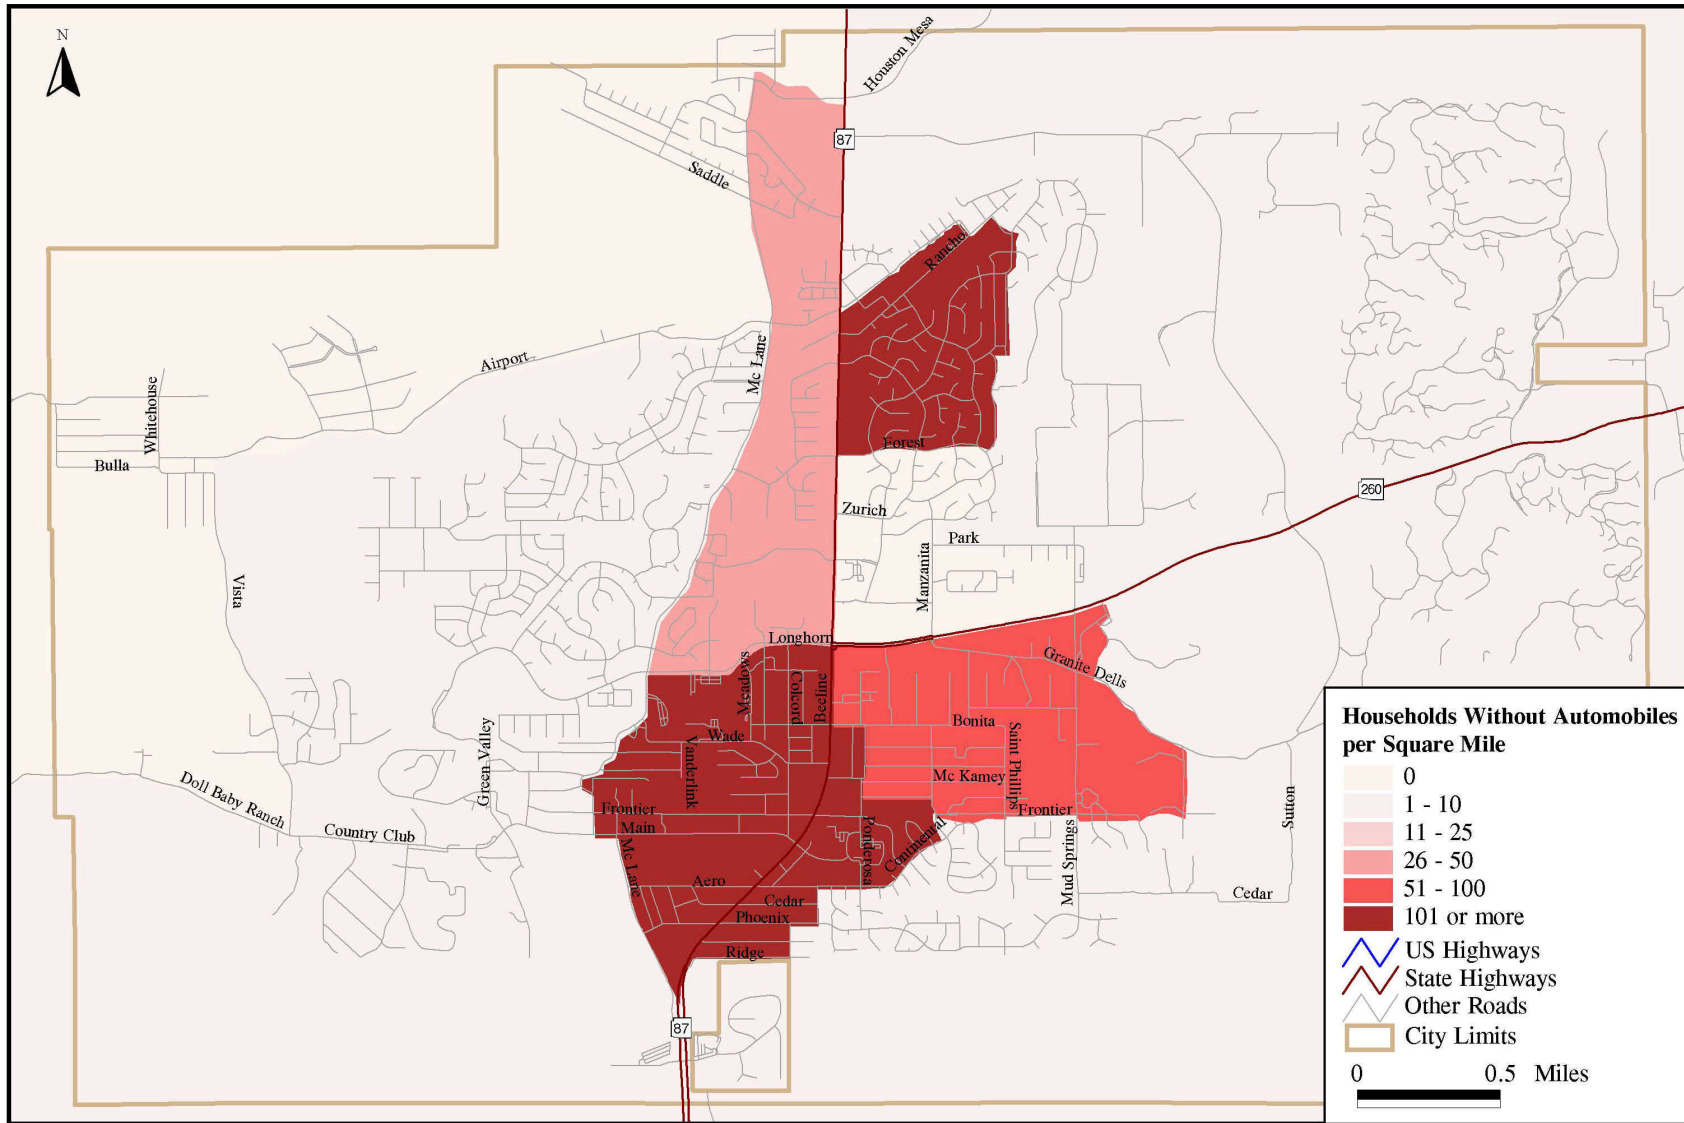 N
Houston Mesa
87
Saddle
Rancho
Airport
Mc Lane
Whitehouse
Forest
Bulla
260
Zurich
Park
Manzanita
Vista
Longhorn
Granite Dells
Meadows
Colcord
Beeline
Bonita
Green Valley
Wade
Vanderlink
Saint Phillips
Mc Kamey
Doll Baby Ranch
Frontier
Frontier
Sutton
Main
Country Club
Mc Lane
Ponderosa
Continental
Mud Springs
Aero
Cedar
Cedar
Phoenix
Ridge
87
Households Without Automobiles
per Square Mile
0
1 - 10
11 - 25
26 - 50
51 - 100
101 or more
US Highways
State Highways
Other Roads
City Limits
0 0.5 Miles